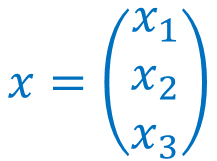 x = (x₁
x₂
x₃)